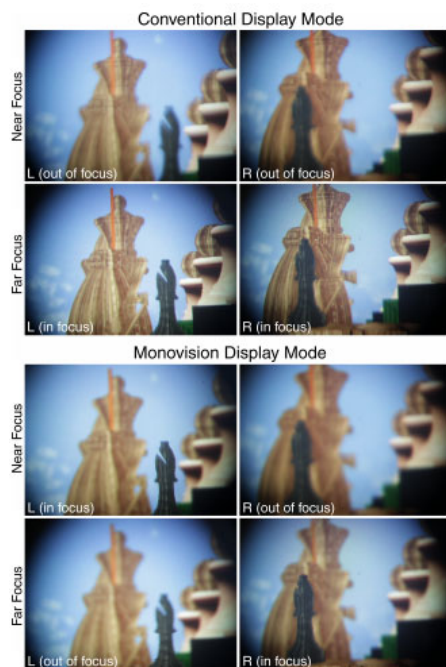 Conventional Display Mode
Near Focus
L (out of focus)
R (out of focus)
Far Focus
L (in focus)
R (in focus)
Monovision Display Mode
Near Focus
L (in focus)
R (out of focus)
Far Focus
L (out of focus)
R (in focus)